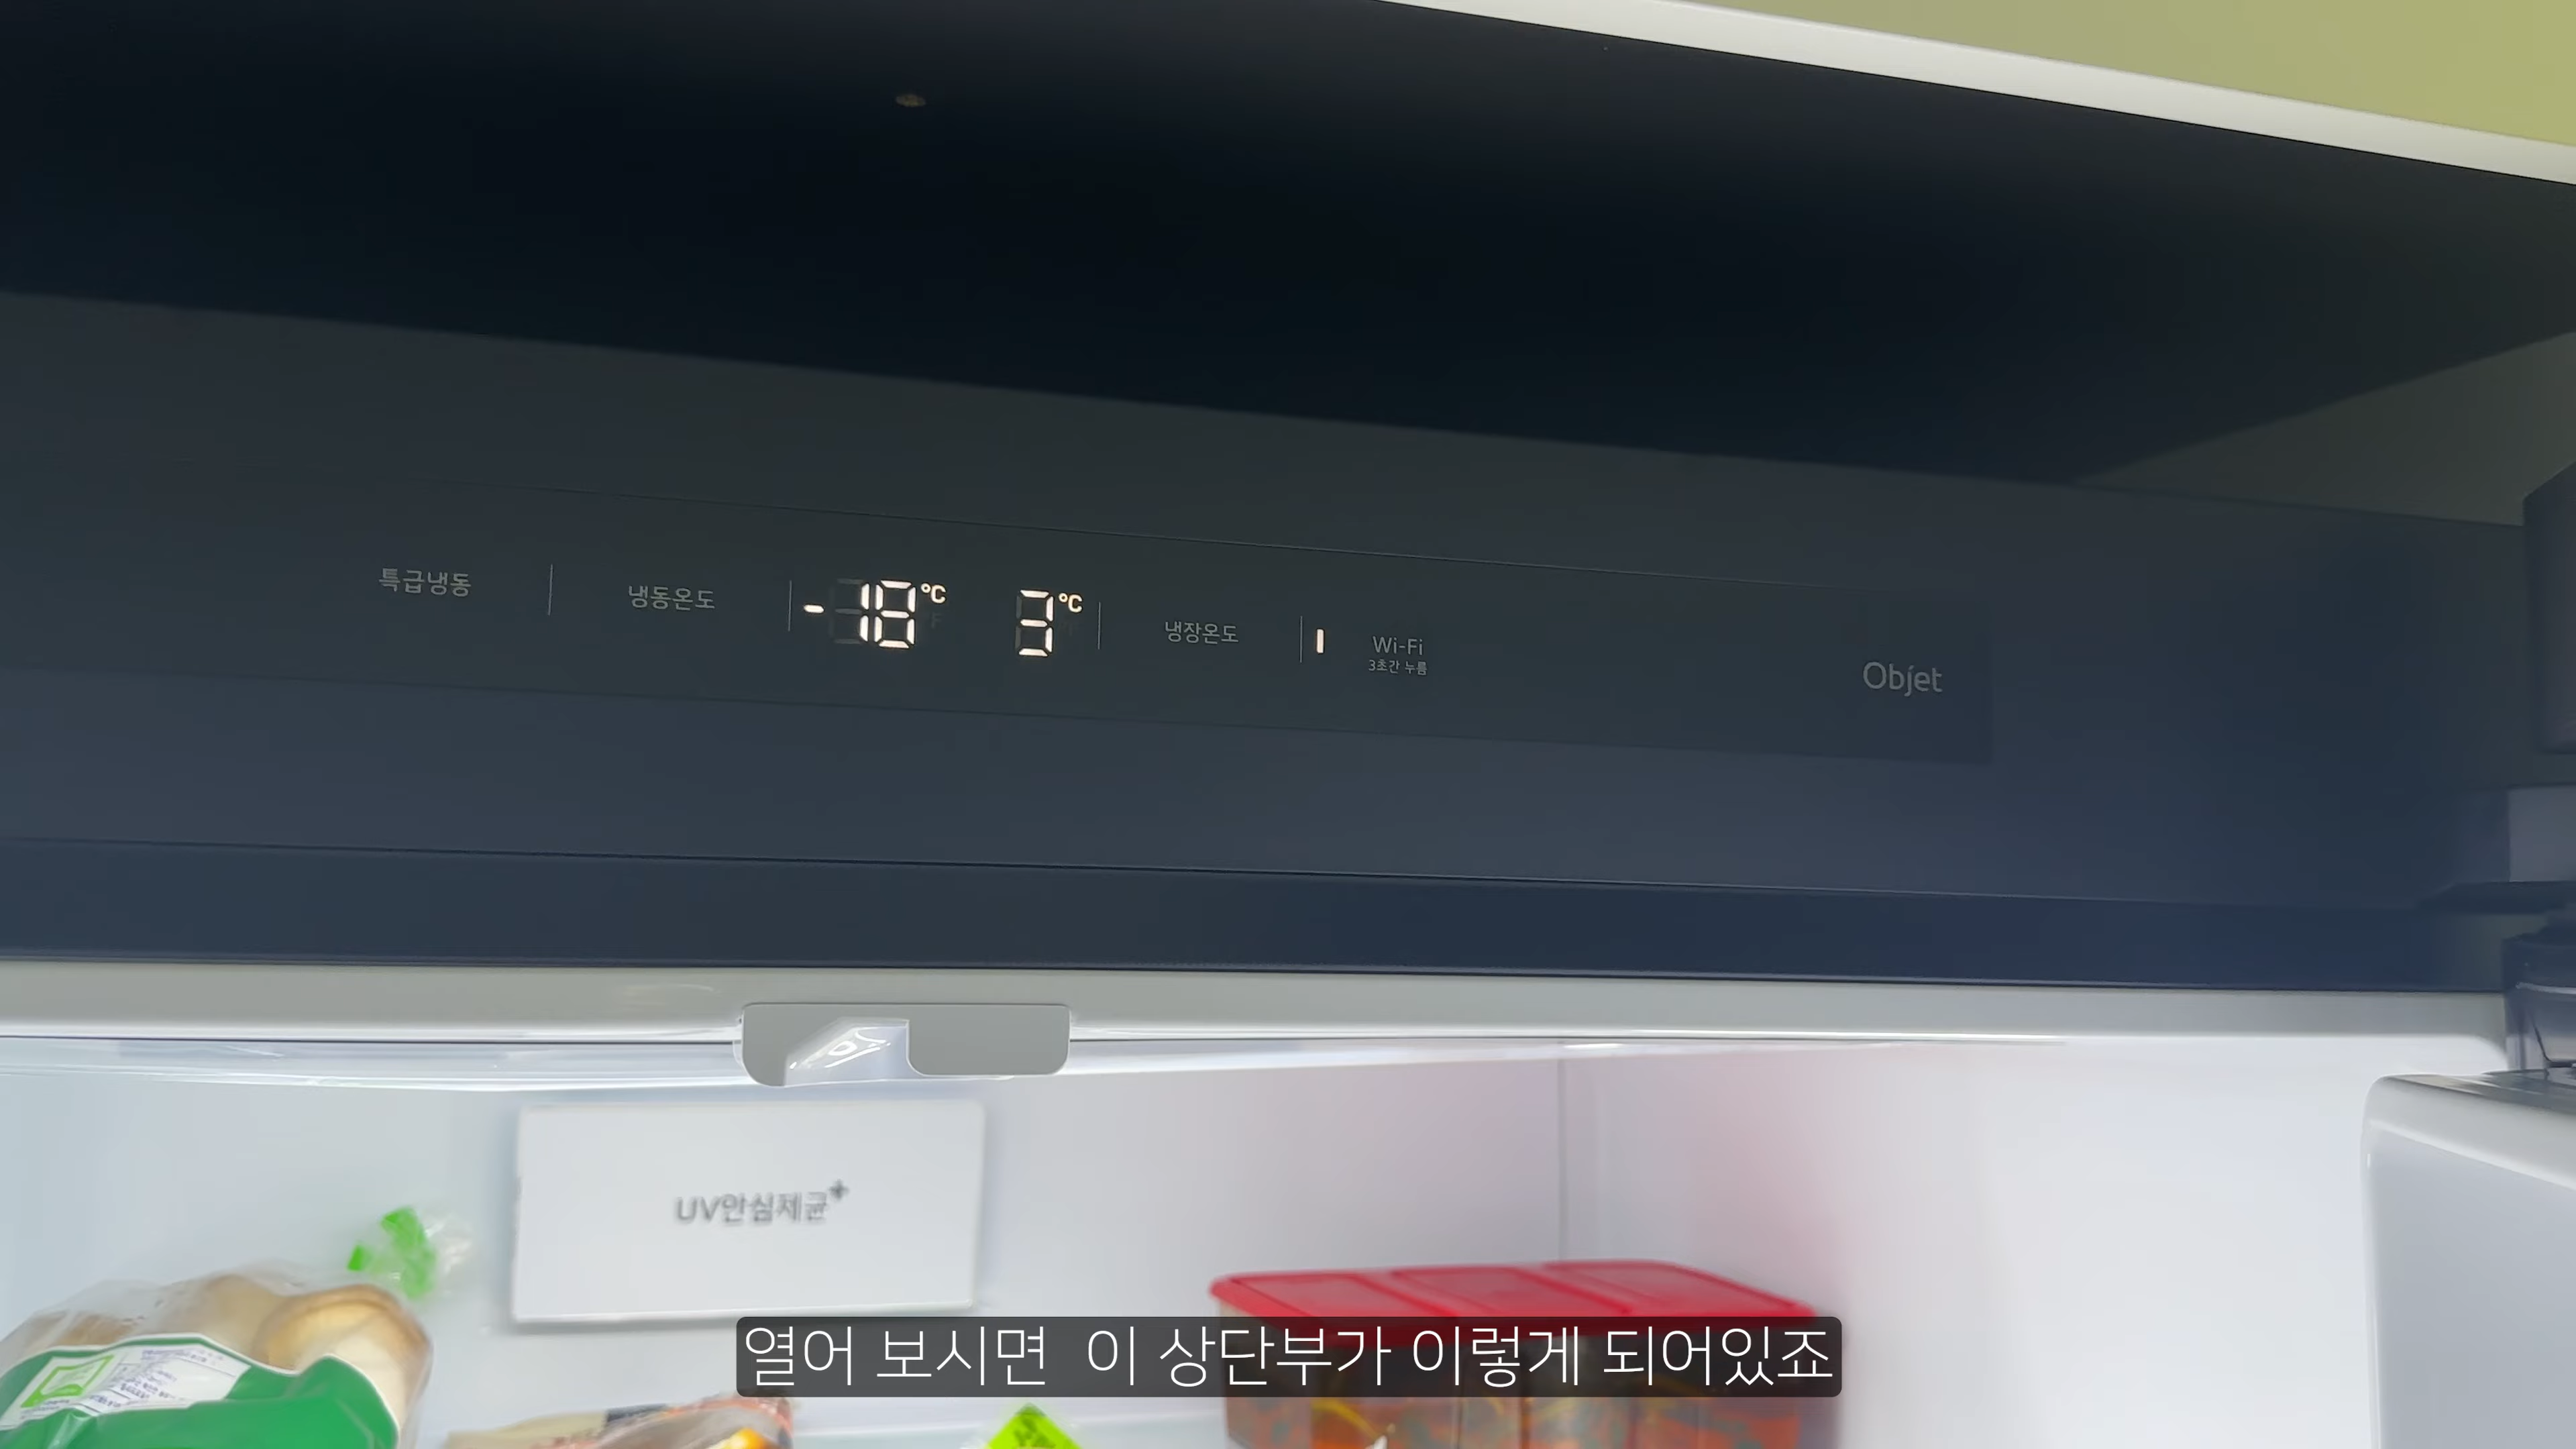 특급냉동
냉동온도
-18°C
3°C
냉장온도
Wi-Fi
3초간 누름
Objet
UV안심제균+
열어 보시면 이 상단부가 이렇게 되어있죠